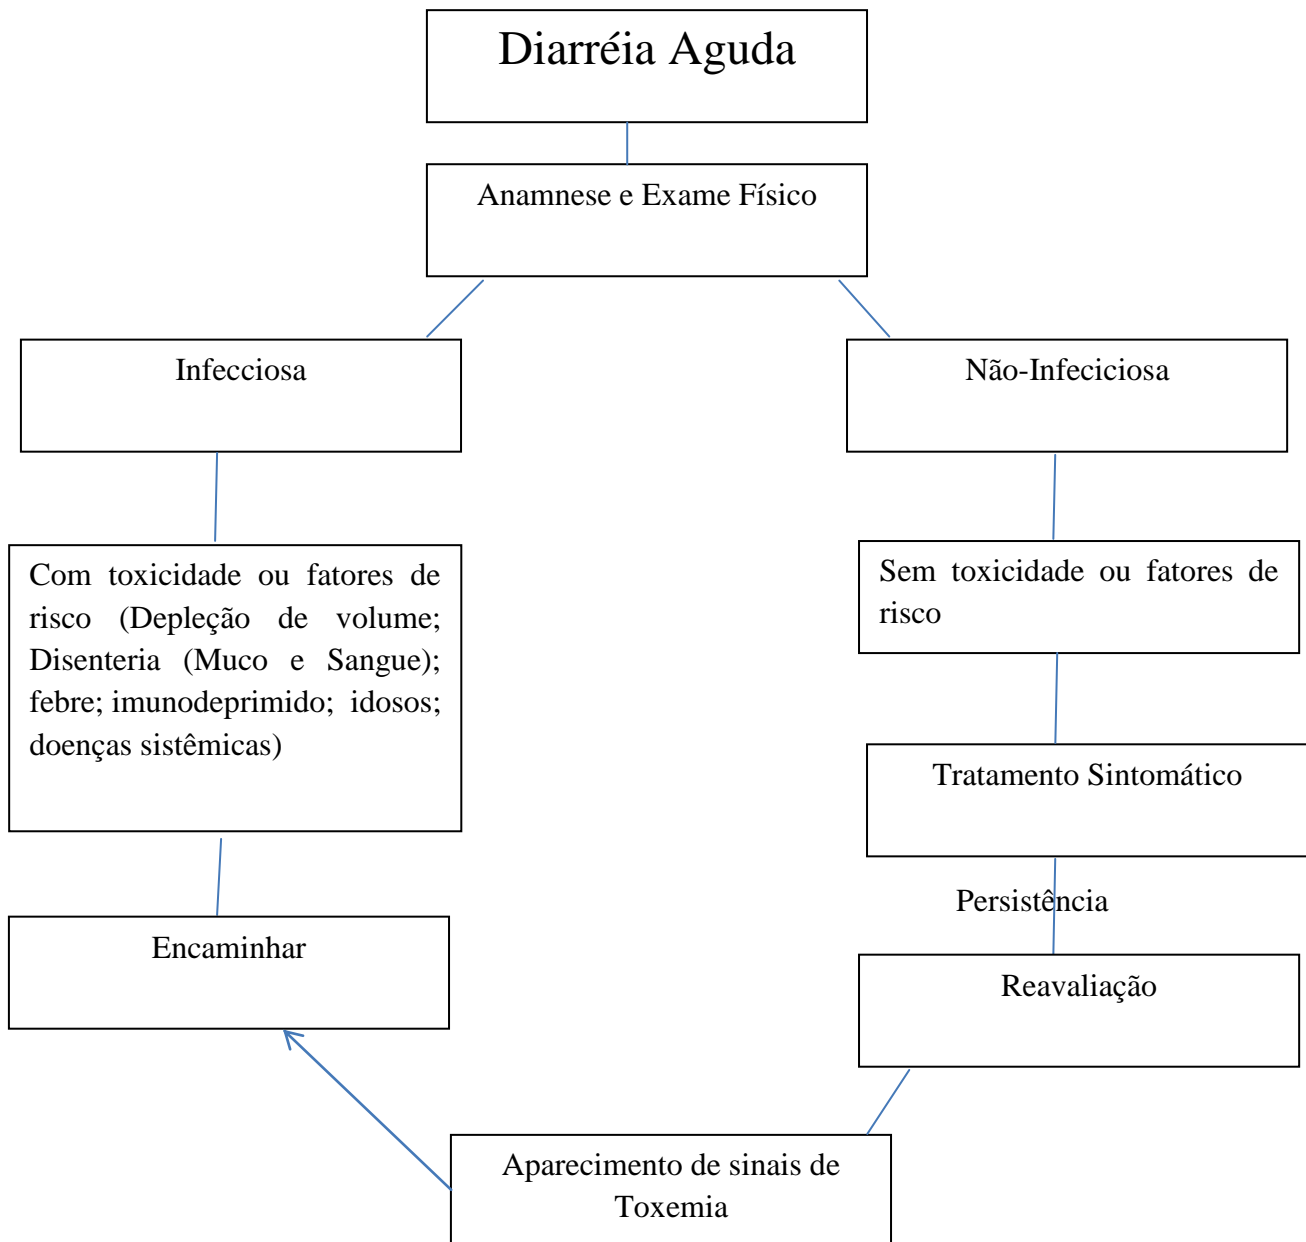 Diarréia Aguda
Anamnese e Exame Físico
Infecciosa
Não-Infeciciosa
Com toxicidade ou fatores de
risco (Depleção de volume;
Disenteria (Muco e Sangue);
febre; imunodeprimido; idosos;
doenças sistêmicas)
Sem toxicidade ou fatores de
risco
Tratamento Sintomático
Persistência
Encaminhar
Reavaliação
Aparecimento de sinais de
Toxemia